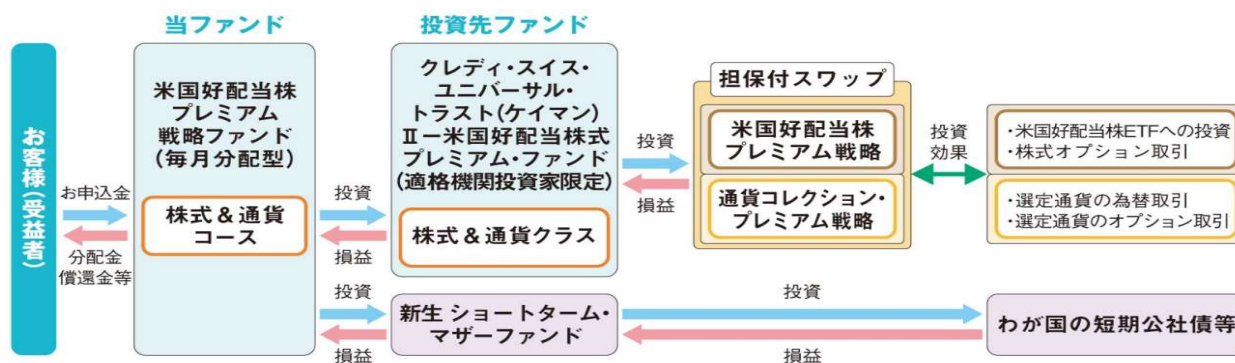 当ファンド
投資先ファンド
お客様(受益者)
お申込金
分配金
償還金等
米国好配当株
プレミアム
戦略ファンド
(毎月分配型)
株式&通貨
コース
投資
損益
投資
損益
クレディ・スイス・
ユニバーサル・
トラスト(ケイマン)
Ⅱー米国好配当株式
プレミアム・ファンド
(適格機関投資家限定)
株式&通貨クラス
新生 ショートターム・
マザーファンド
投資
損益
担保付スワップ
米国好配当株
プレミアム戦略
通貨コレクション・
プレミアム戦略
投資
効果
・米国好配当株ETFへの投資
・株式オプション取引
・選定通貨の為替取引
・選定通貨のオプション取引
投資
損益
わが国の短期公社債等